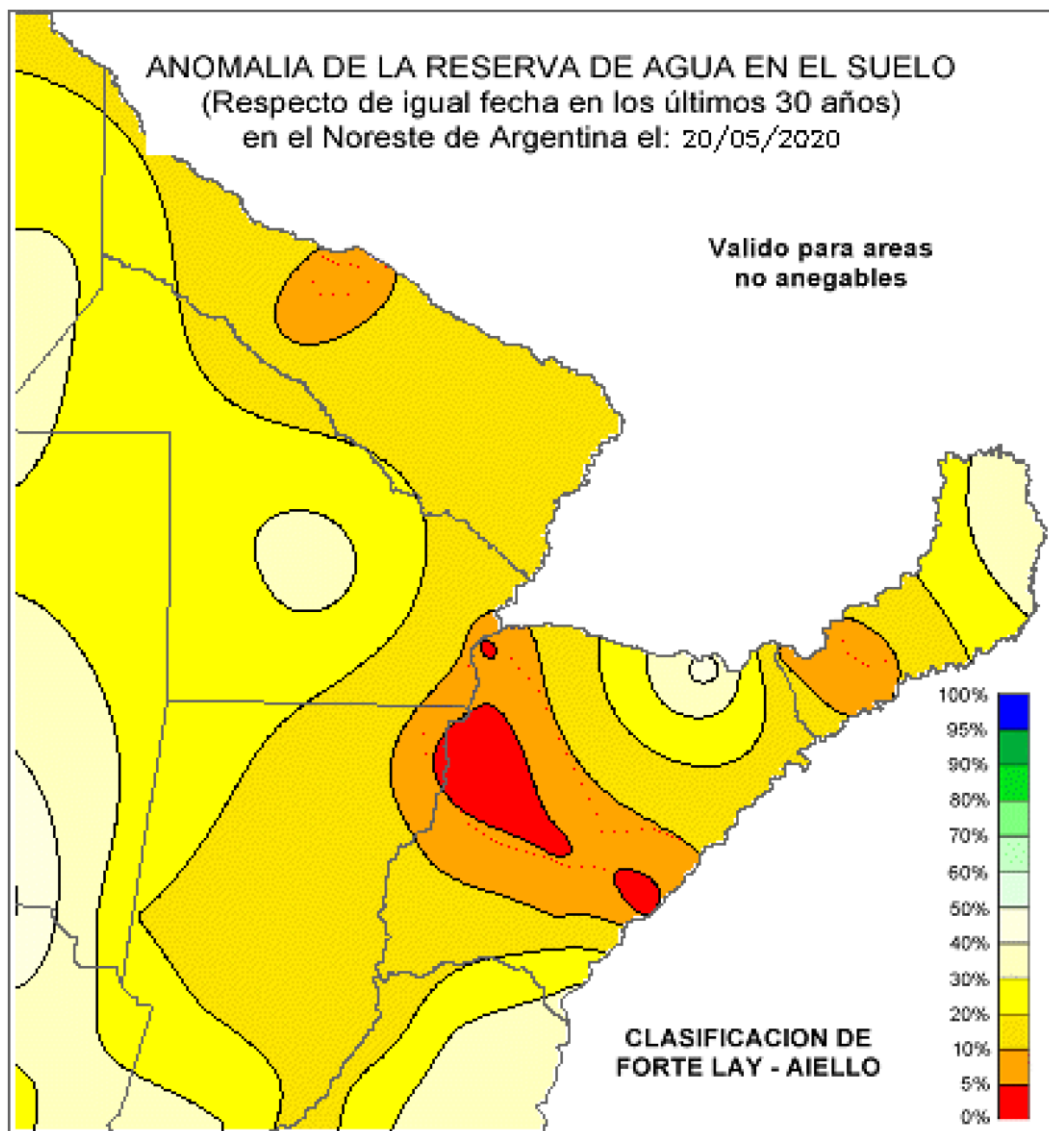 ANOMALIA DE LA RESERVA DE AGUA EN EL SUELO
(Respecto de igual fecha en los últimos 30 años)
en el Noreste de Argentina el: 20/05/2020
Valido para areas
no anegables
100%
95%
90%
80%
70%
60%
50%
40%
30%
20%
10%
5%
0%
CLASIFICACION DE
FORTE LAY - AIELLO